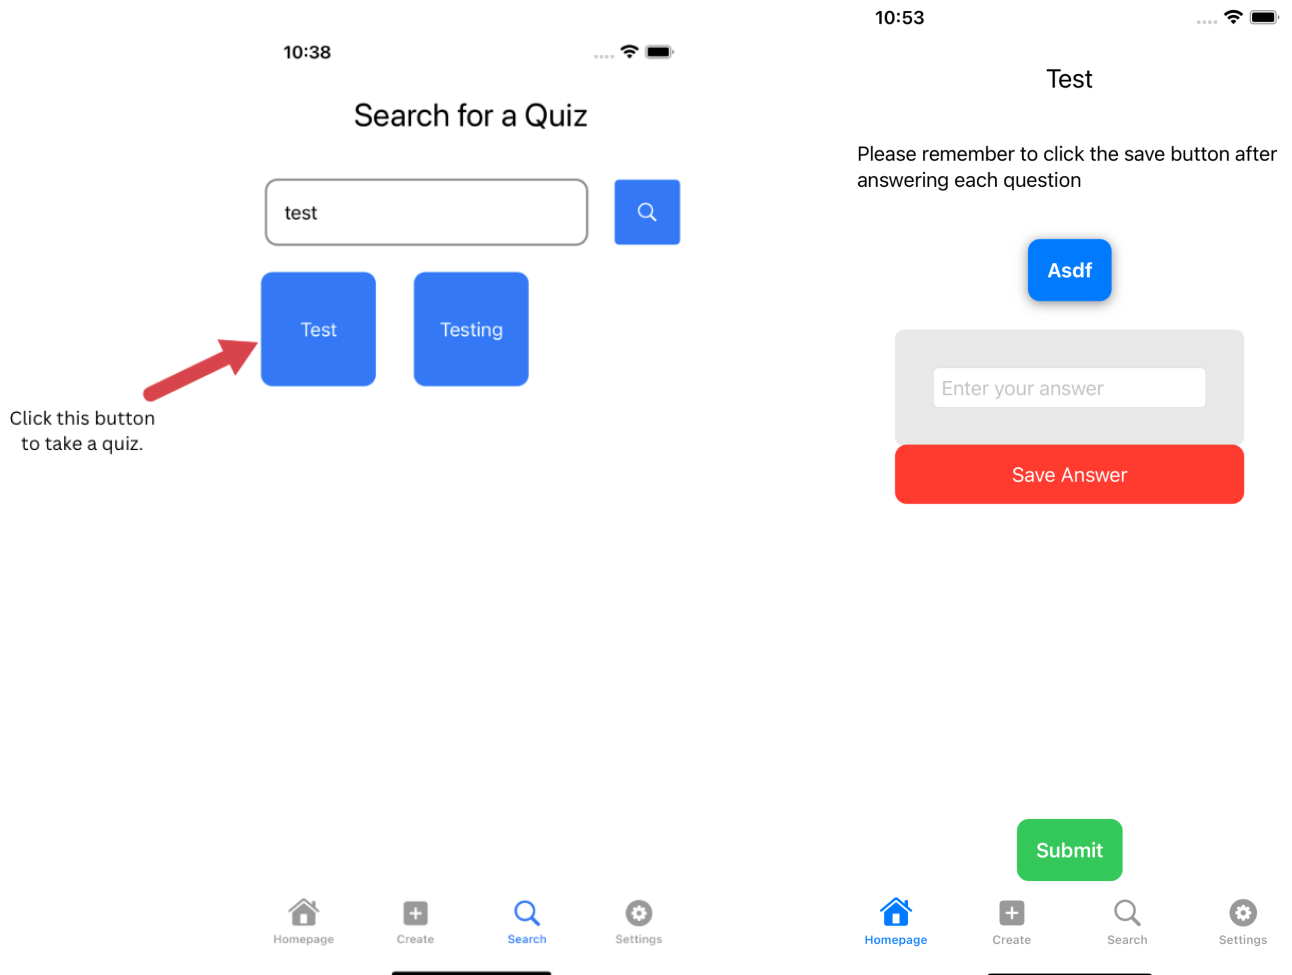 10:38
Search for a Quiz
test
Test
Testing
Click this button
to take a quiz.
Homepage
Create
Search
Settings
10:53
Test
Please remember to click the save button after
answering each question
Asdf
Enter your answer
Save Answer
Submit
Homepage
Create
Search
Settings